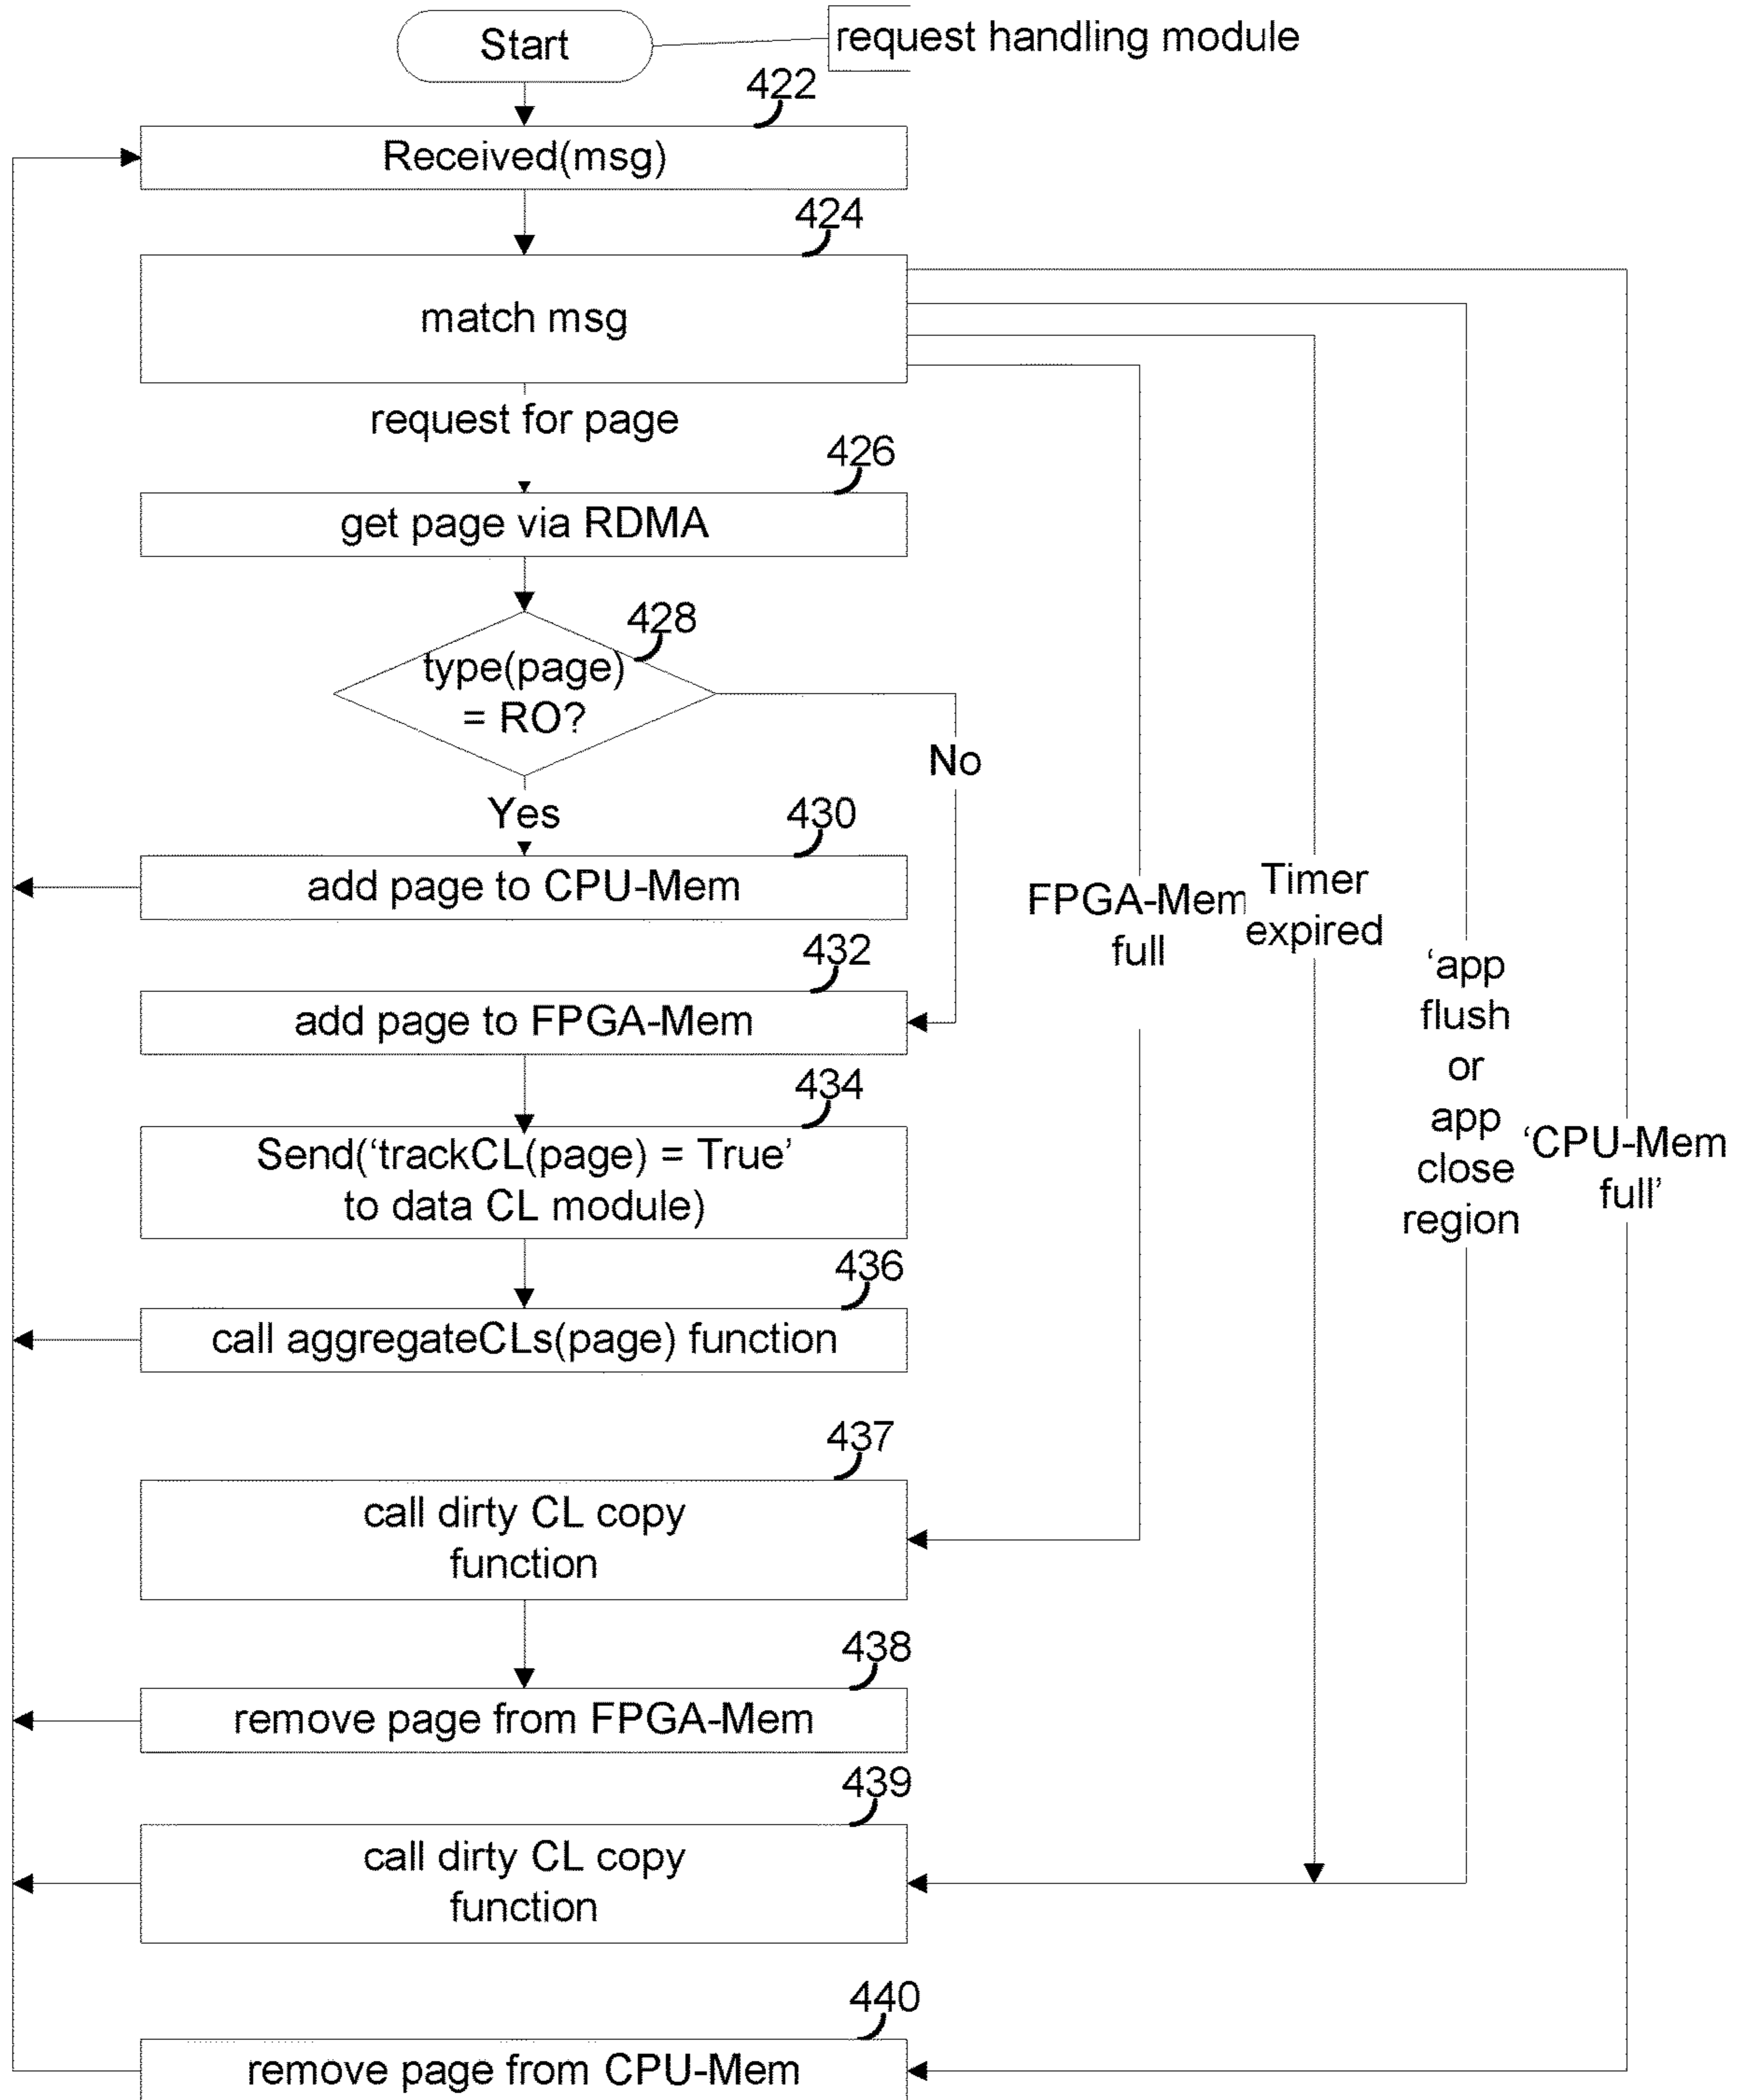 Start
request handling module
422
Received(msg)
424
match msg
request for page
426
get page via RDMA
428
type(page)
= RO?
No
Yes
430
add page to CPU-Mem
432
add page to FPGA-Mem
434
Send(‘trackCL(page) = True’
to data CL module)
436
call aggregateCLs(page) function
FPGA-Mem
full
Timer
expired
‘app
flush
or
app
close
region
‘CPU-Mem
full’
437
call dirty CL copy
function
438
remove page from FPGA-Mem
439
call dirty CL copy
function
440
remove page from CPU-Mem